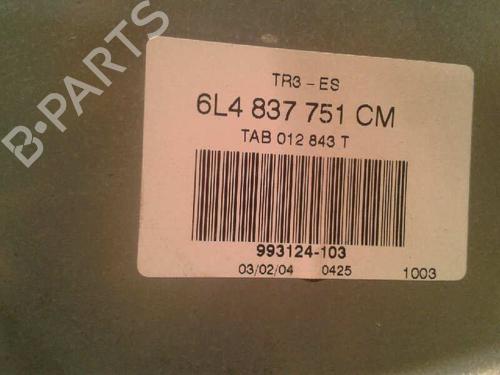 B-PARTS
TR3 - ES
6L4 837 751 CM
TAB 012 843 T
993124-103
03/02/04 0425 1003